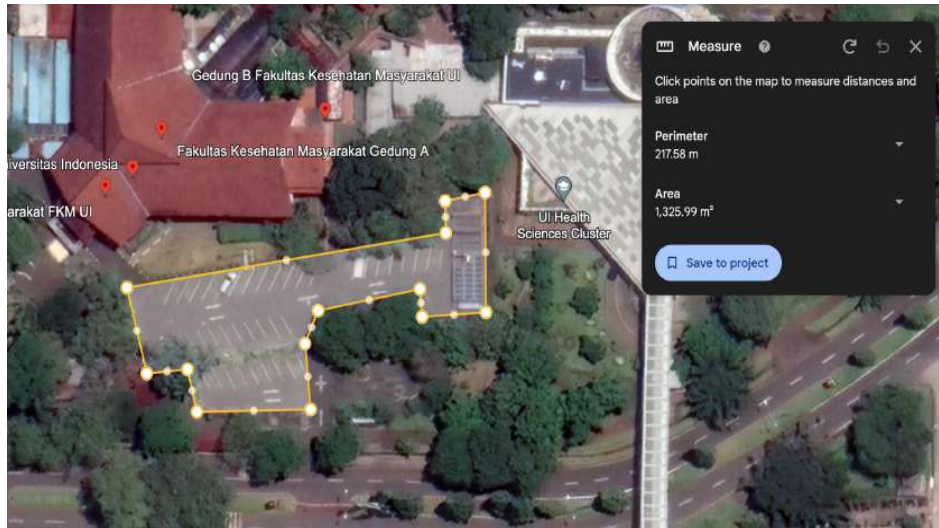 Gedung B Fakultas Kesehatan Masyarakat UI
Fakultas Kesehatan Masyarakat Gedung A
iversitas Indonesia
arakat FKM UI
UI Health
Sciences Cluster
Measure
Click points on the map to measure distances and
area
Perimeter
217.58 m
Area
1,325.99 m²
Save to project